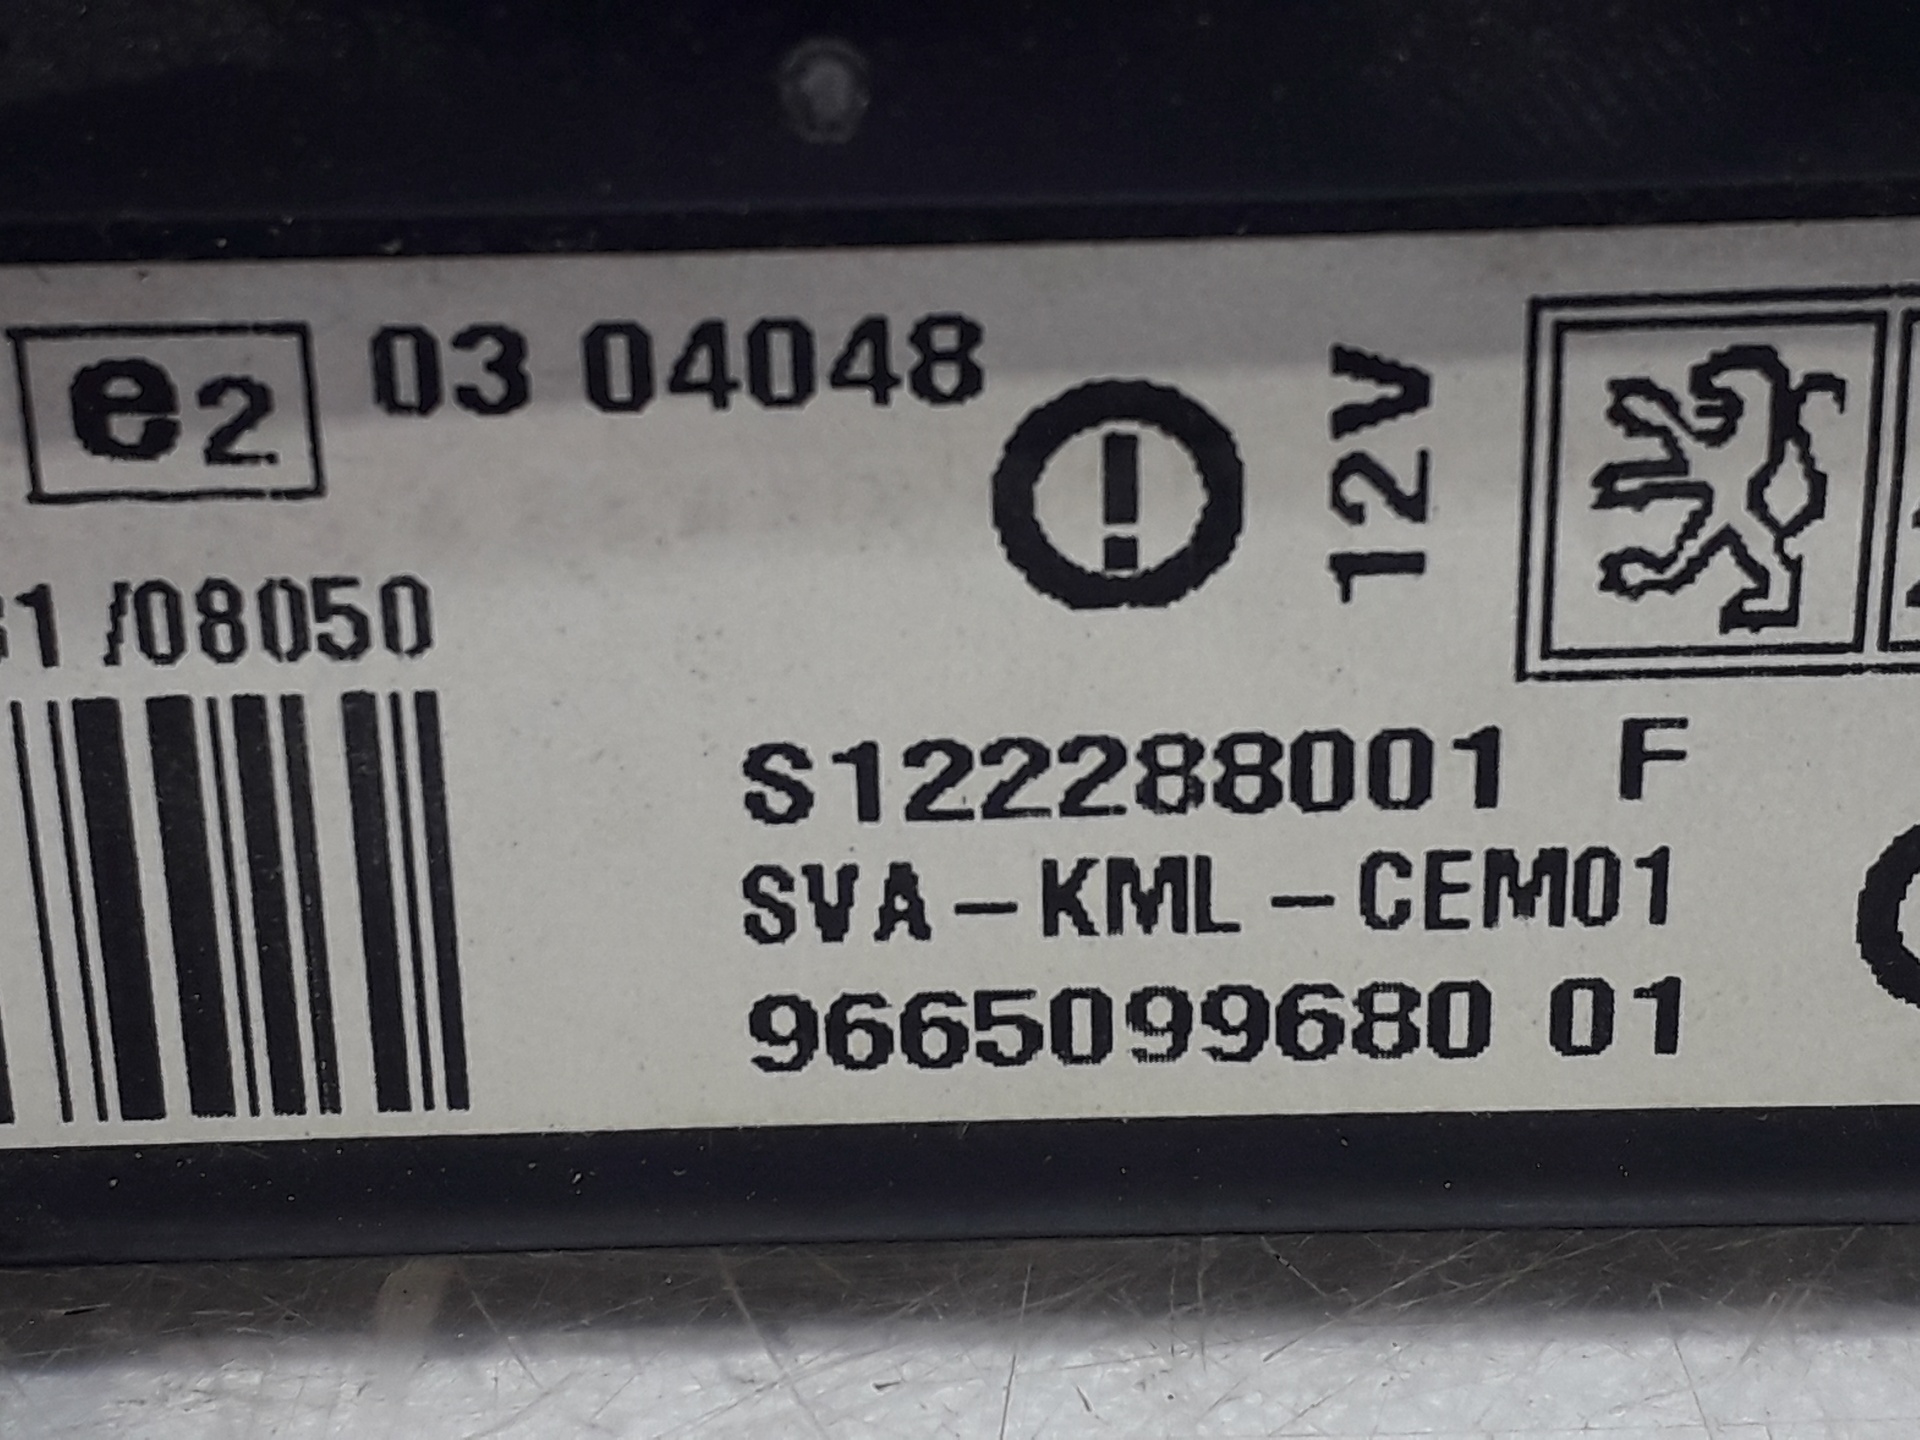 e2 03 04048
12V
31 /08050
S122288001 F
SVA-KML-CEM01
9665099680 01